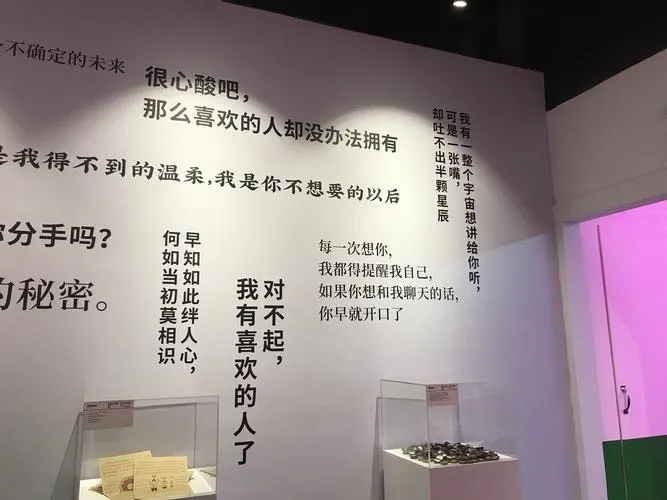 不确定的未来
很心酸吧，
那么喜欢的人却没办法拥有
我有一整个宇宙想讲给你听，
可是一张嘴，
却吐不出半颗星辰
是我得不到的温柔,我是你不想要的以后
分手吗？
的秘密。
早知如此绊人心，
何如当初莫相识
对不起，
我有喜欢的人了
每一次想你，
我都得提醒我自己，
如果你想和我聊天的话，
你早就开口了